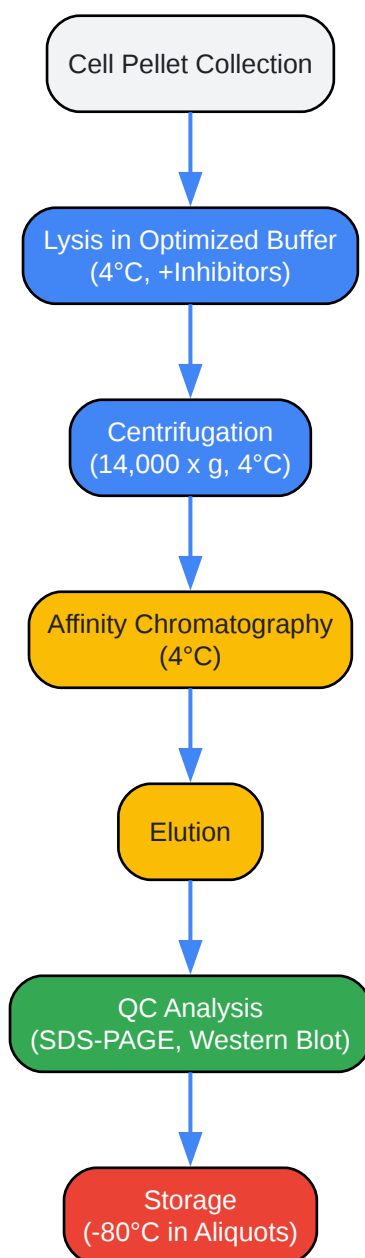 Cell Pellet Collection
Lysis in Optimized Buffer
(4°C, +Inhibitors)
Centrifugation
(14,000 x g, 4°C)
Affinity Chromatography
(4°C)
Elution
QC Analysis
(SDS-PAGE, Western Blot)
Storage
(-80°C in Aliquots)